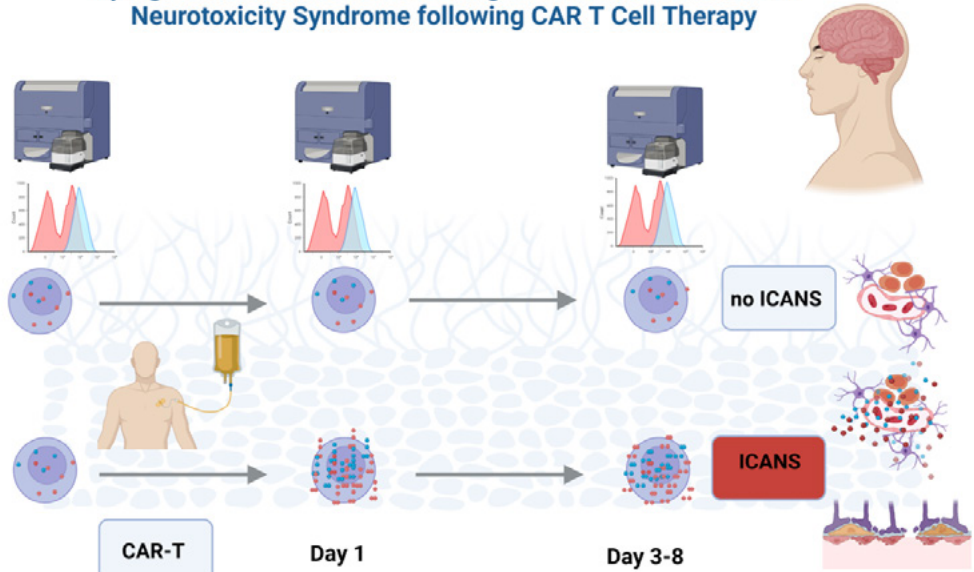 Neurotoxicity Syndrome following CAR T Cell Therapy
no ICANS
ICANS
CAR-T
Day 1
Day 3-8